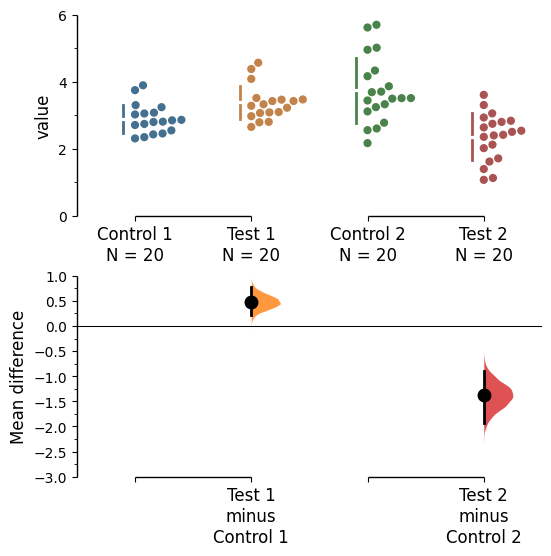 6
4
2
0
value
Control 1
N = 20
Test 1
N = 20
Control 2
N = 20
Test 2
N = 20
1.0
0.5
0.0
−0.5
−1.0
−1.5
−2.0
−2.5
−3.0
Mean difference
Test 1
minus
Control 1
Test 2
minus
Control 2